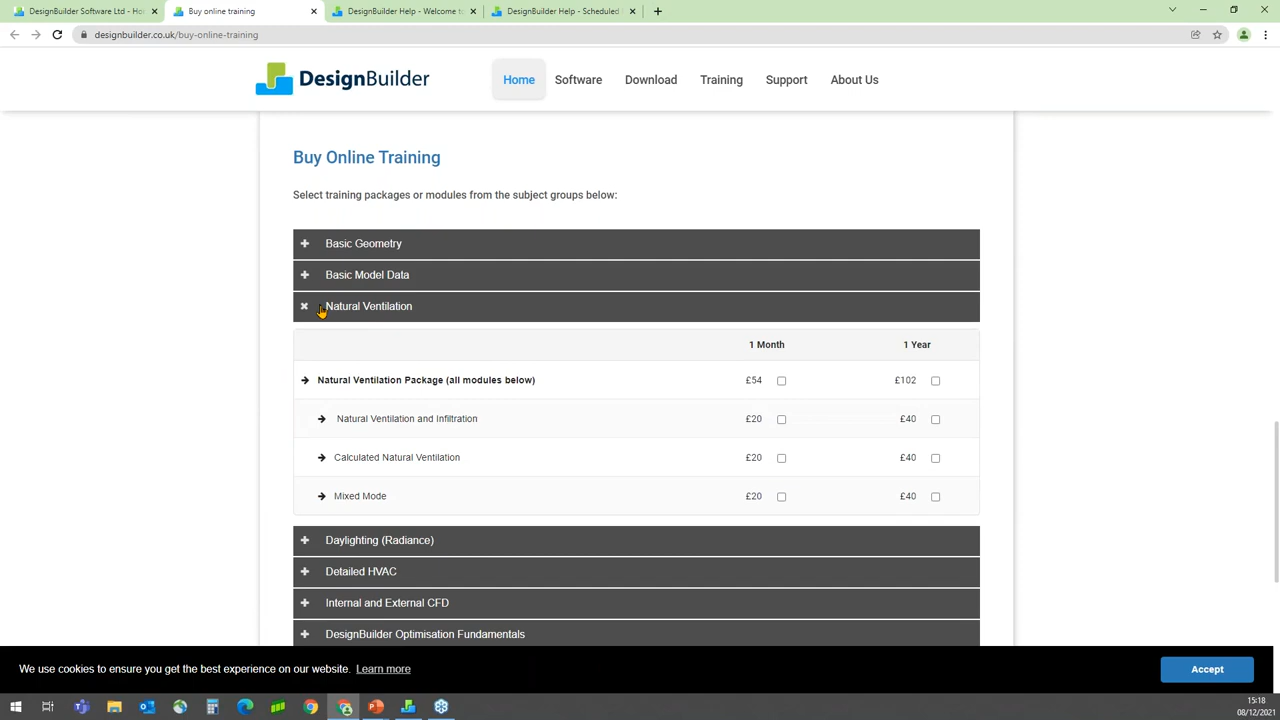 DesignBuilder Software Ltd - Ho
Buy online training
DesignBuilder Help - Welcome to
DesignBuilder Help - Scheduled
designbuilder.co.uk/buy-online-training
DesignBuilder
Home
Software
Download
Training
Support
About Us
Buy Online Training
Select training packages or modules from the subject groups below:
Basic Geometry
Basic Model Data
Natural Ventilation
1 Month
1 Year
Natural Ventilation Package (all modules below)
£54
£102
Natural Ventilation and Infiltration
£20
£40
Calculated Natural Ventilation
£20
£40
Mixed Mode
£20
£40
Daylighting (Radiance)
Detailed HVAC
Internal and External CFD
DesignBuilder Optimisation Fundamentals
We use cookies to ensure you get the best experience on our website. Learn more
Accept
15:18
08/12/2021